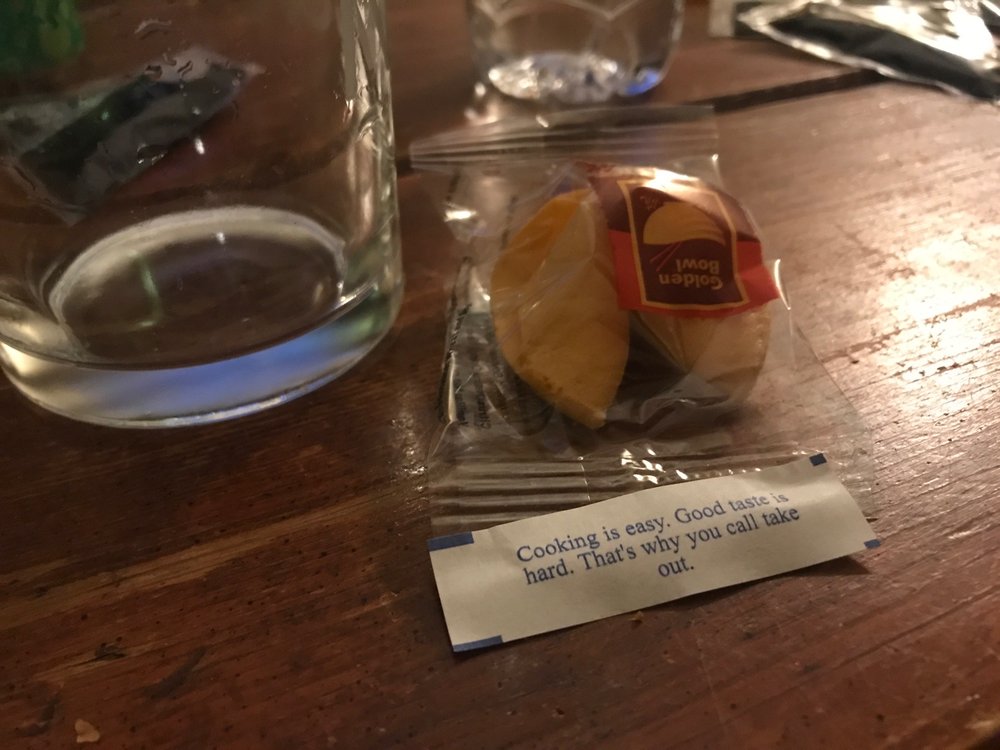 Golden
Bowl
Cooking is easy. Good taste is
hard. That's why you call take
out.